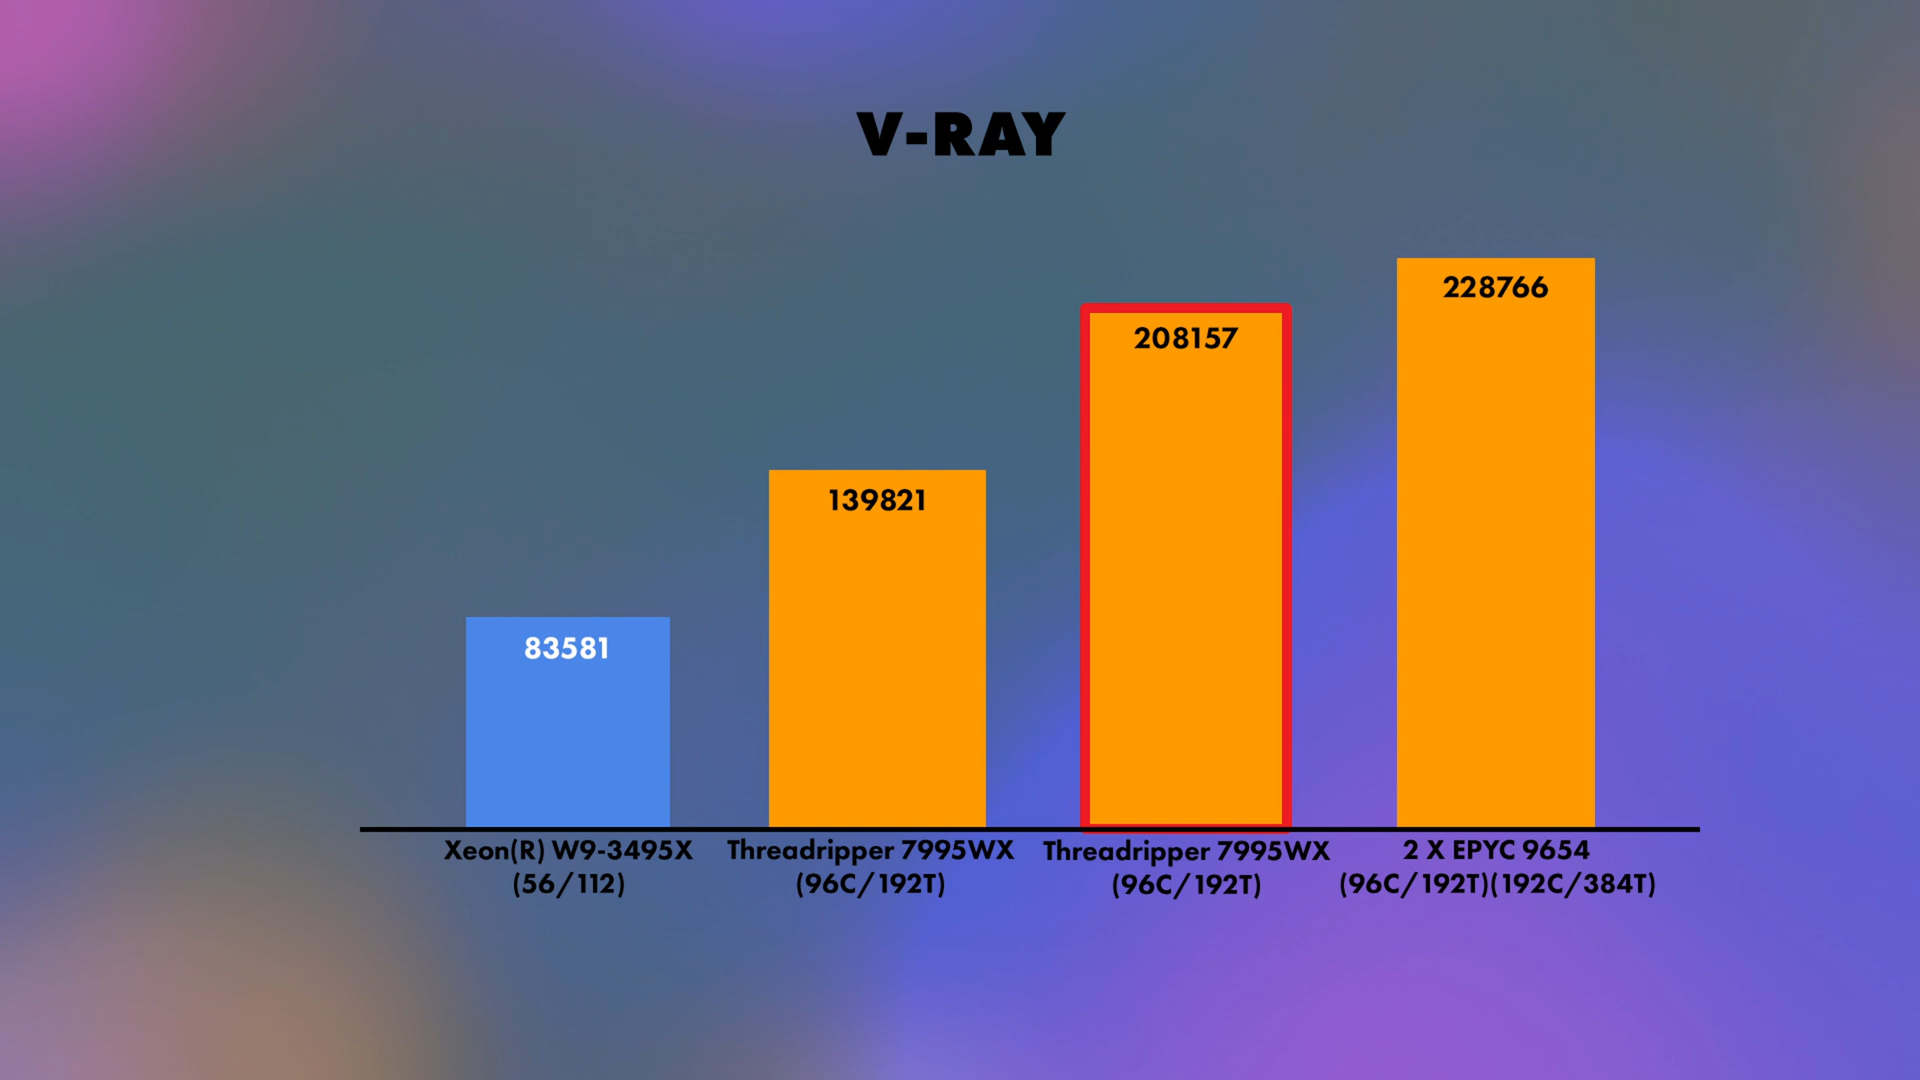 V-RAY
228766
208157
139821
83581
Xeon(R) W9-3495X
(56/112)
Threadripper 7995WX
(96C/192T)
Threadripper 7995WX
(96C/192T)
2 X EPYC 9654
(96C/192T)(192C/384T)